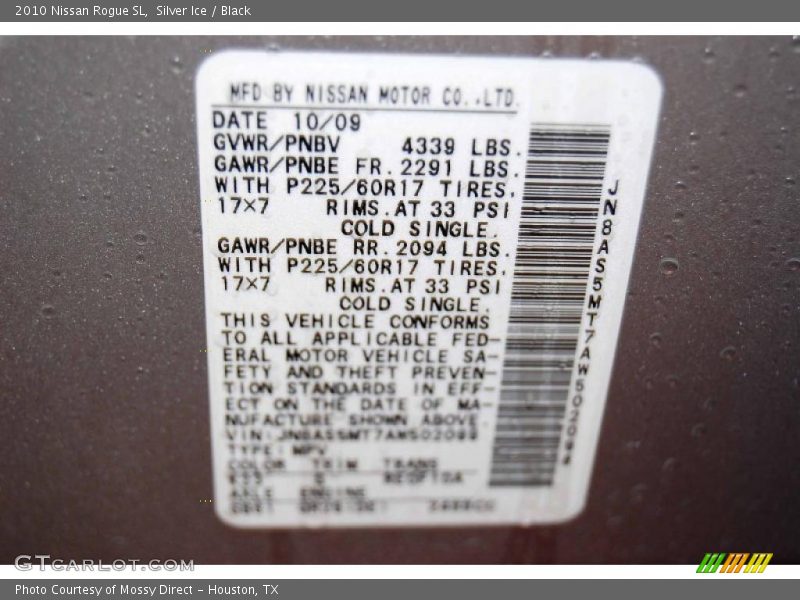 2010 Nissan Rogue SL,  Silver Ice / Black
MFD BY NISSAN MOTOR CO.,LTD.
DATE 10/09
GVWR/PNBV 4339 LBS.
GAWR/PNBE FR. 2291 LBS.
WITH P225/60R17 TIRES.
17×7 RIMS. AT 33 PSI
COLD SINGLE.
GAWR/PNBE RR. 2094 LBS.
WITH P225/60R17 TIRES.
17×7 RIMS. AT 33 PSI
COLD SINGLE.
THIS VEHICLE CONFORMS
TO ALL APPLICABLE FED-
ERAL MOTOR VEHICLE SA-
FETY AND THEFT PREVEN-
TION STANDARDS IN EFF-
ECT ON THE DATE OF MA-
NUFACTURE SHOWN ABOVE.
VIN:
TYPE: MPV
COLOR TRIM TRANS
AXLE ENGINE
GTCarlot.com
Photo Courtesy of Mossy Direct – Houston, TX